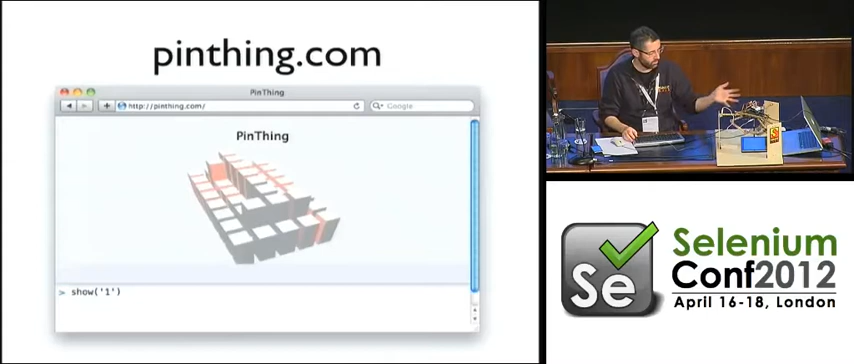 pinthing.com
PinThing
http://pinthing.com/
Google
PinThing
> show('1')
Se
Selenium
Conf2012
April 16-18, London